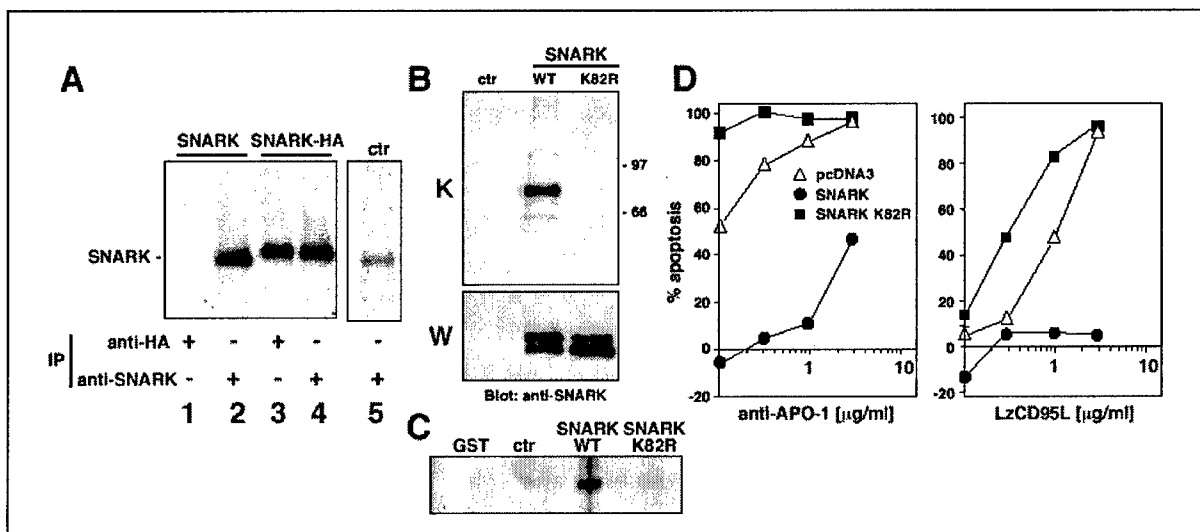 A
SNARK SNARK-HA ctr
SNARK -
IP
anti-HA + - + - -
anti-SNARK - + - + +
1 2 3 4 5
B
SNARK
ctr WT K82R
K
- 97
- 66
W
Blot: anti-SNARK
C
GST ctr SNARK WT SNARK K82R
D
% apoptosis
100
80
60
40
20
0
-20
pcDNA3
SNARK
SNARK K82R
1 10
anti-APO-1 [µg/ml]
100
80
60
40
20
0
-20
1 10
LzCD95L [µg/ml]